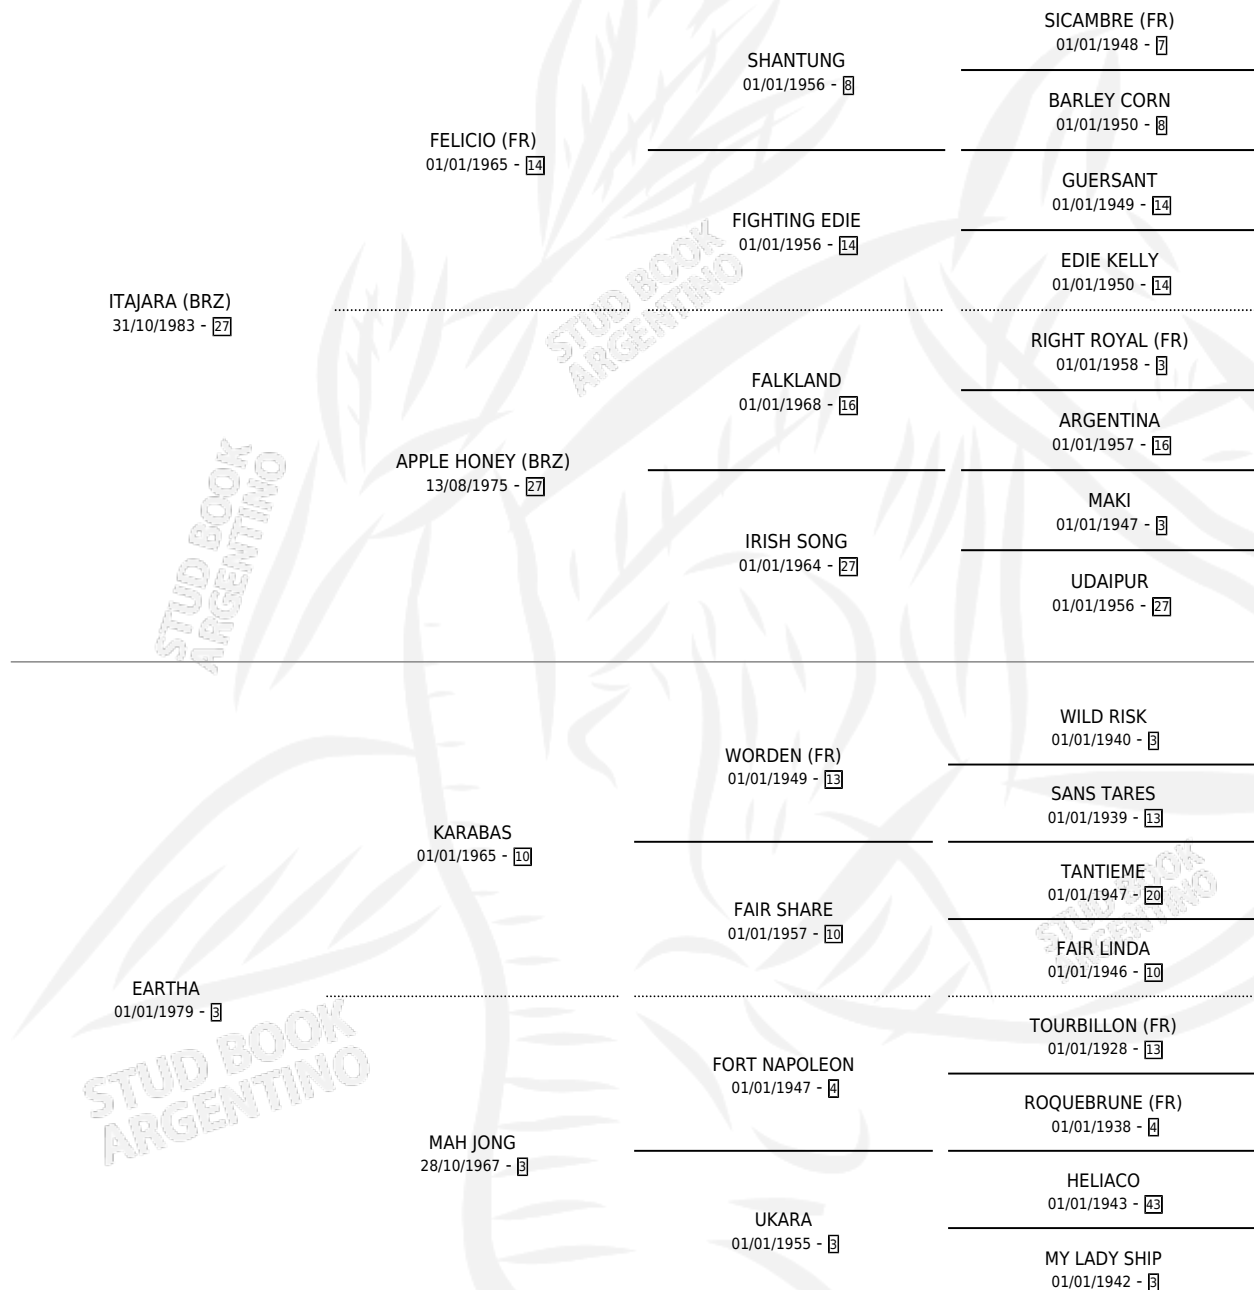 SICAMBRE (FR)
01/01/1948 - 7
SHANTUNG
01/01/1956 - 8
BARLEY CORN
01/01/1950 - 8
FELICIO (FR)
01/01/1965 - 14
GUERSANT
01/01/1949 - 14
FIGHTING EDIE
01/01/1956 - 14
EDIE KELLY
01/01/1950 - 14
ITAJARA (BRZ)
31/10/1983 - 27
RIGHT ROYAL (FR)
01/01/1958 - 3
FALKLAND
01/01/1968 - 16
ARGENTINA
01/01/1957 - 16
APPLE HONEY (BRZ)
13/08/1975 - 27
MAKI
01/01/1947 - 3
IRISH SONG
01/01/1964 - 27
UDAIPUR
01/01/1956 - 27
WILD RISK
01/01/1940 - 3
WORDEN (FR)
01/01/1949 - 13
SANS TARES
01/01/1939 - 13
KARABAS
01/01/1965 - 10
TANTIEME
01/01/1947 - 20
FAIR SHARE
01/01/1957 - 10
FAIR LINDA
01/01/1946 - 10
EARTHA
01/01/1979 - 3
TOURBILLON (FR)
01/01/1928 - 13
FORT NAPOLEON
01/01/1947 - 4
ROQUEBRUNE (FR)
01/01/1938 - 4
MAH JONG
28/10/1967 - 3
HELIACO
01/01/1943 - 43
UKARA
01/01/1955 - 3
MY LADY SHIP
01/01/1942 - 3
STUD BOOK
ARGENTINO
STUD BOOK
ARGENTINO
STUD BOOK
ARGENTINO
STUD BOOK
ARGENTINO